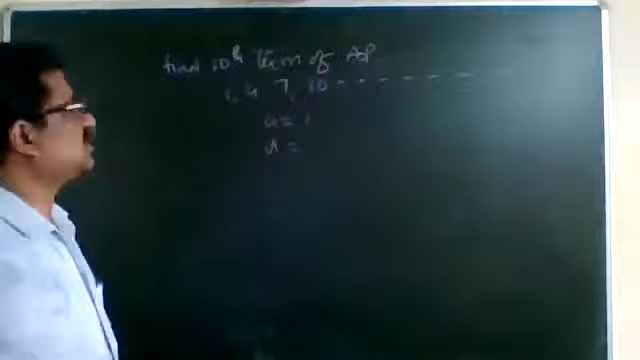 find 10th term of AP
1, 4, 7, 10 - - - - - - -
a = 1
d =